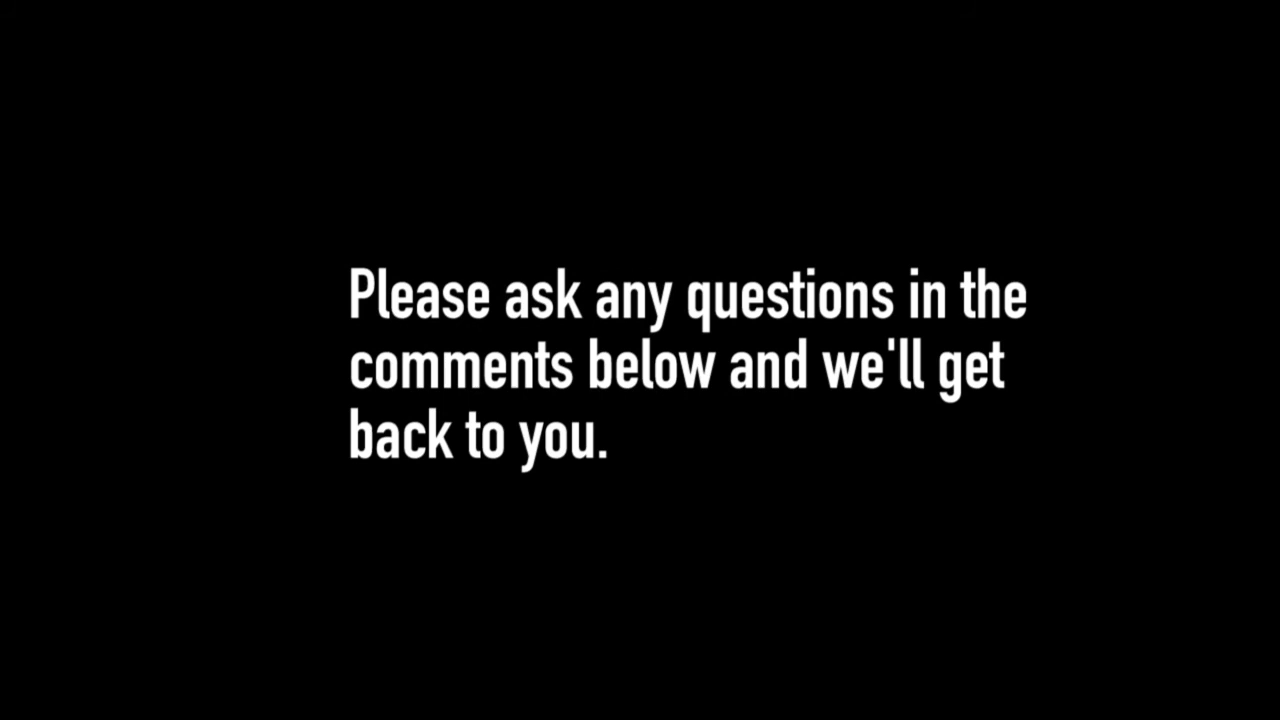 Please ask any questions in the
comments below and we'll get
back to you.